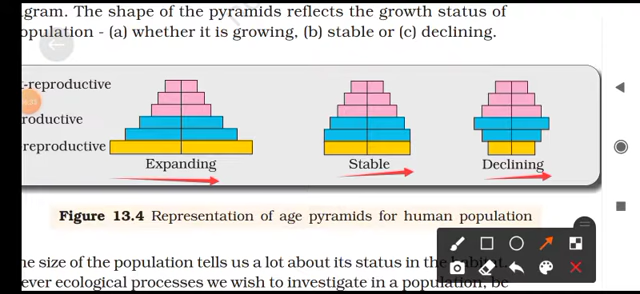 agram. The shape of the pyramids reflects the growth status of
opulation - (a) whether it is growing, (b) stable or (c) declining.
-reproductive
roductive
reproductive
Expanding Stable Declining
Figure 13.4 Representation of age pyramids for human population
he size of the population tells us a lot about its status in the habitat.
ever ecological processes we wish to investigate in a population, be